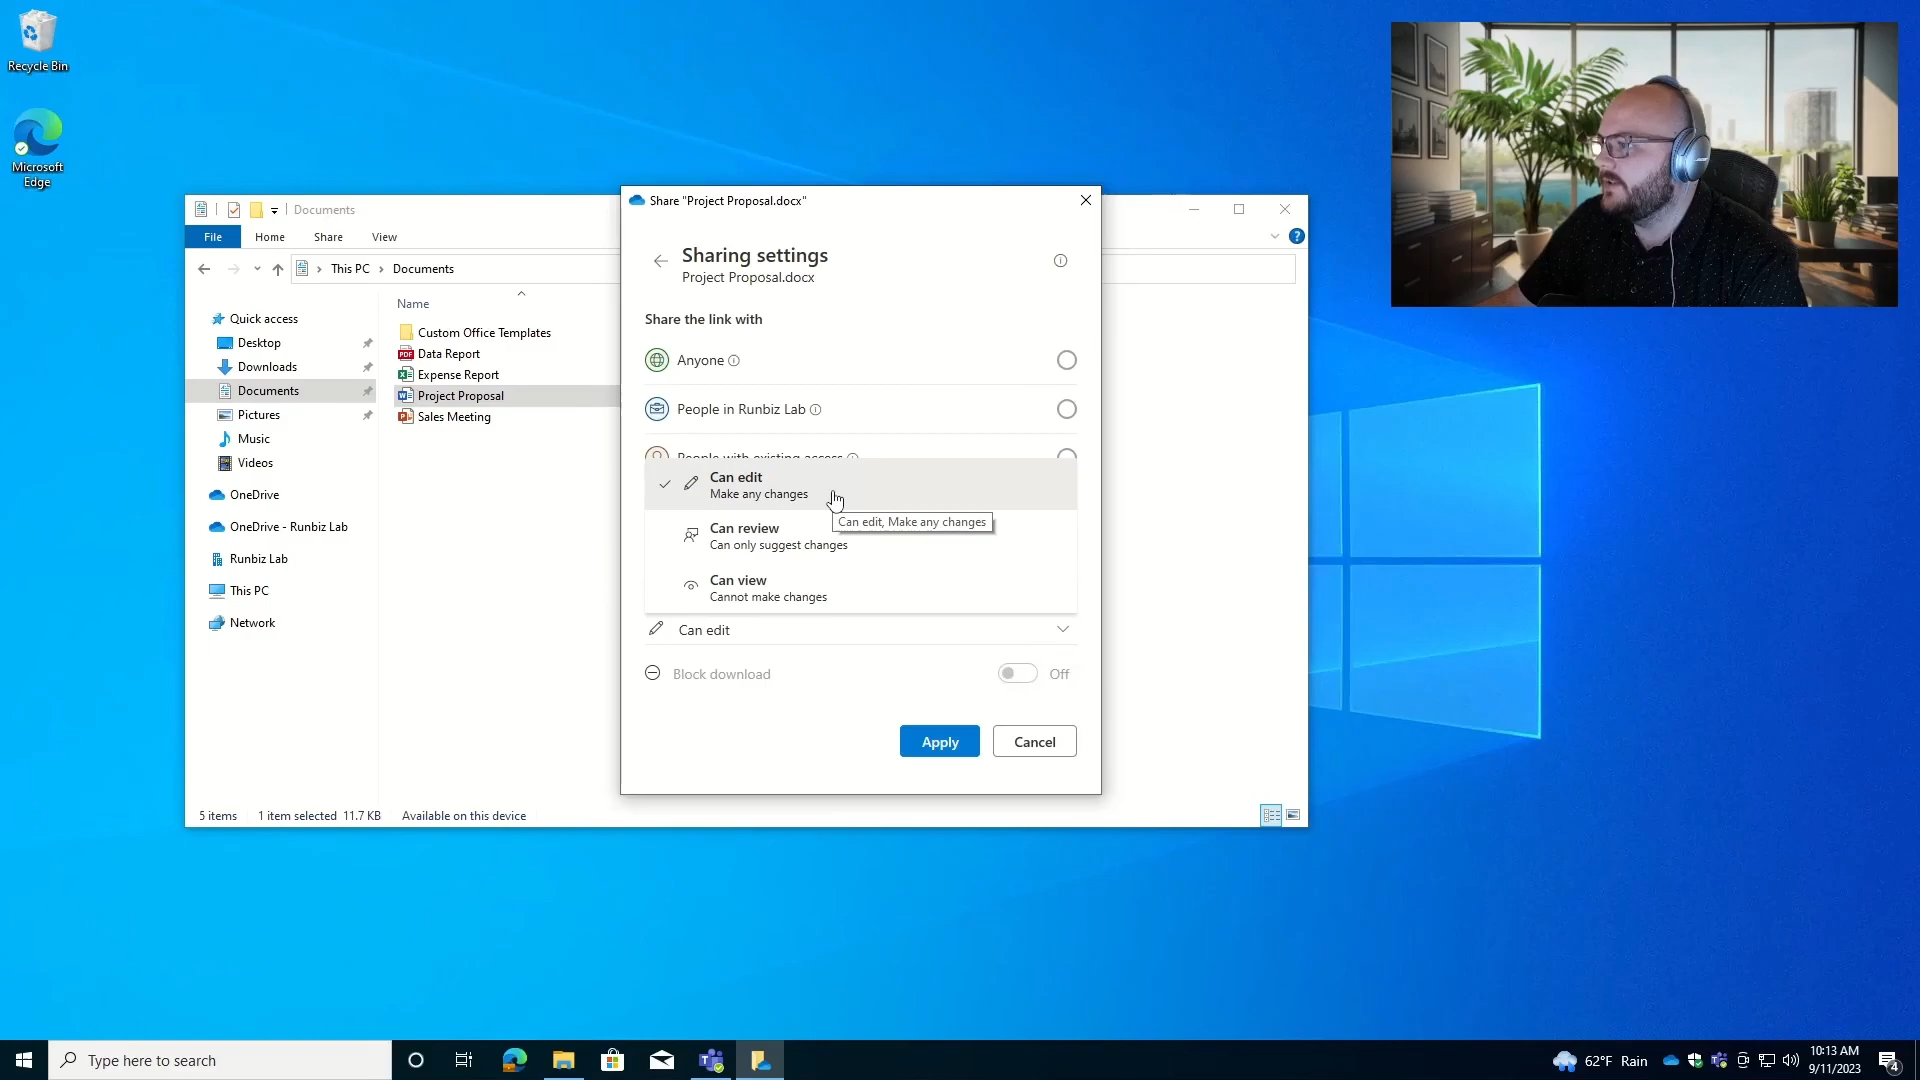 Recycle Bin
Microsoft
Edge
Documents
File
Home
Share
View
This PC
Documents
Quick access
Desktop
Downloads
Documents
Pictures
Music
Videos
OneDrive
OneDrive - Runbiz Lab
Runbiz Lab
This PC
Network
Name
Custom Office Templates
Data Report
Expense Report
Project Proposal
Sales Meeting
5 items
1 item selected 11.7 KB
Available on this device
Share "Project Proposal.docx"
Sharing settings
Project Proposal.docx
Share the link with
Anyone
People in Runbiz Lab
People with existing access
Can edit
Make any changes
Can edit, Make any changes
Can review
Can only suggest changes
Can view
Cannot make changes
Can edit
Block download
Off
Apply
Cancel
Type here to search
62°F Rain
10:13 AM
9/11/2023
4